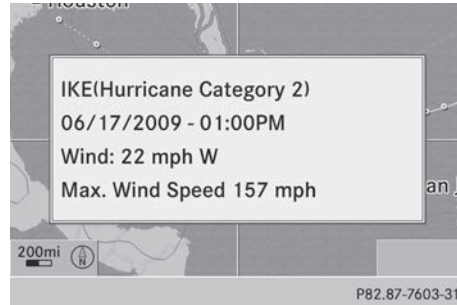 Houston
IKE(Hurricane Category 2)
06/17/2009 - 01:00PM
Wind: 22 mph W
Max. Wind Speed 157 mph
an
200mi
N
P82.87-7603-31